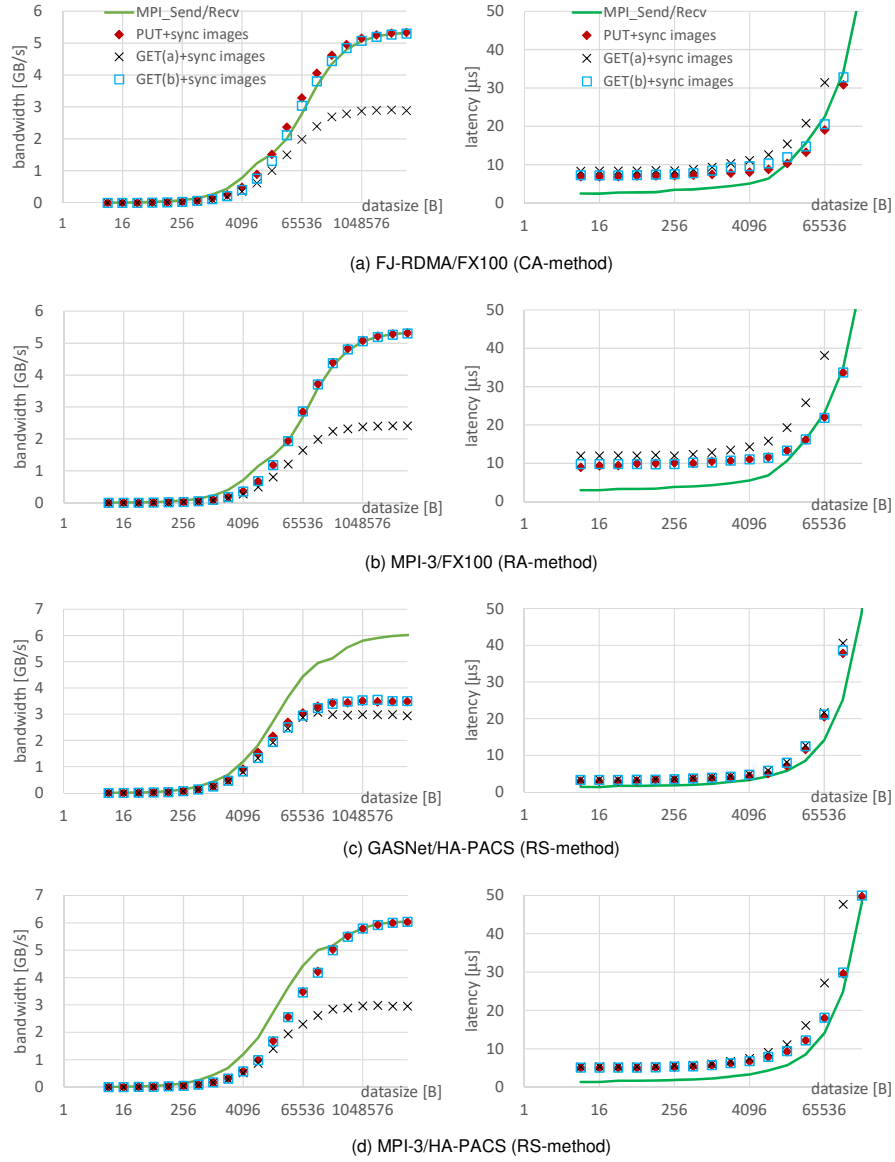 6
5
4
3
2
1
0
bandwidth [GB/s]
MPI_Send/Recv
PUT+sync images
GET(a)+sync images
GET(b)+sync images
datasize [B]
1 16 256 4096 65536 1048576
50
40
30
20
10
0
latency [µs]
MPI_Send/Recv
PUT+sync images
GET(a)+sync images
GET(b)+sync images
datasize [B]
1 16 256 4096 65536
(a) FJ-RDMA/FX100 (CA-method)
6
5
4
3
2
1
0
bandwidth [GB/s]
datasize [B]
1 16 256 4096 65536 1048576
50
40
30
20
10
0
latency [µs]
datasize [B]
1 16 256 4096 65536
(b) MPI-3/FX100 (RA-method)
7
6
5
4
3
2
1
0
bandwidth [GB/s]
datasize [B]
1 16 256 4096 65536 1048576
50
40
30
20
10
0
latency [µs]
datasize [B]
1 16 256 4096 65536
(c) GASNet/HA-PACS (RS-method)
7
6
5
4
3
2
1
0
bandwidth [GB/s]
datasize [B]
1 16 256 4096 65536 1048576
50
40
30
20
10
0
latency [µs]
datasize [B]
1 16 256 4096 65536
(d) MPI-3/HA-PACS (RS-method)